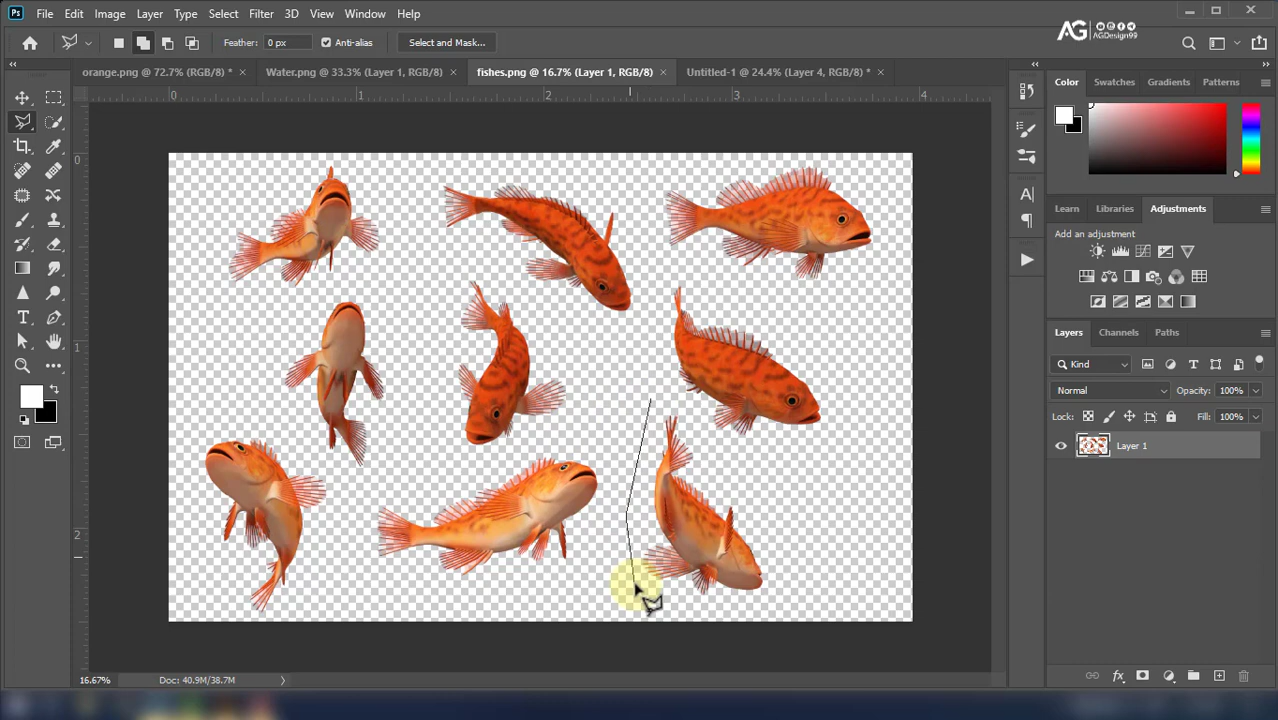 Ps File Edit Image Layer Type Select Filter 3D View Window Help
AG AGDesign99
Feather: 0 px Anti-alias Select and Mask...
orange.png @ 72.7% (RGB/8) * × Water.png @ 33.3% (Layer 1, RGB/8) × fishes.png @ 16.7% (Layer 1, RGB/8) × Untitled-1 @ 24.4% (Layer 4, RGB/8) * ×
Color Swatches Gradients Patterns
0 1 2 3 4
0
1
2
Learn Libraries Adjustments
Add an adjustment
Layers Channels Paths
Kind
Normal Opacity: 100%
Lock: Fill: 100%
Layer 1
16.67% Doc: 40.9M/38.7M